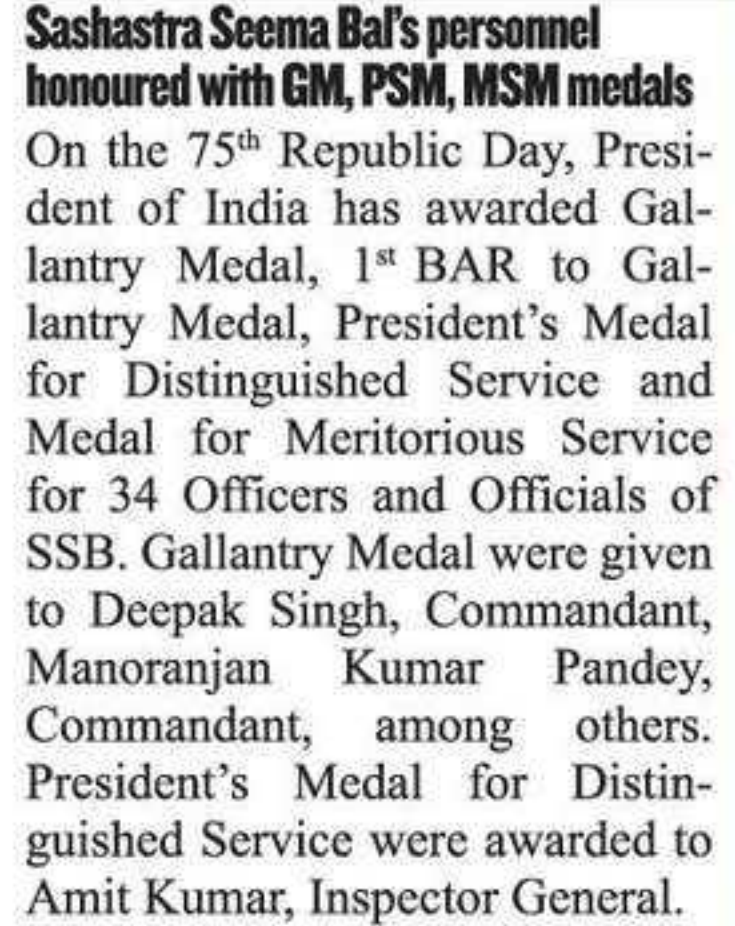 Sashastra Seema Bal's personnel
honoured with GM, PSM, MSM medals
On the 75th Republic Day, Presi-
dent of India has awarded Gal-
lantry Medal, 1st BAR to Gal-
lantry Medal, President's Medal
for Distinguished Service and
Medal for Meritorious Service
for 34 Officers and Officials of
SSB. Gallantry Medal were given
to Deepak Singh, Commandant,
Manoranjan Kumar Pandey,
Commandant, among others.
President's Medal for Distin-
guished Service were awarded to
Amit Kumar, Inspector General.